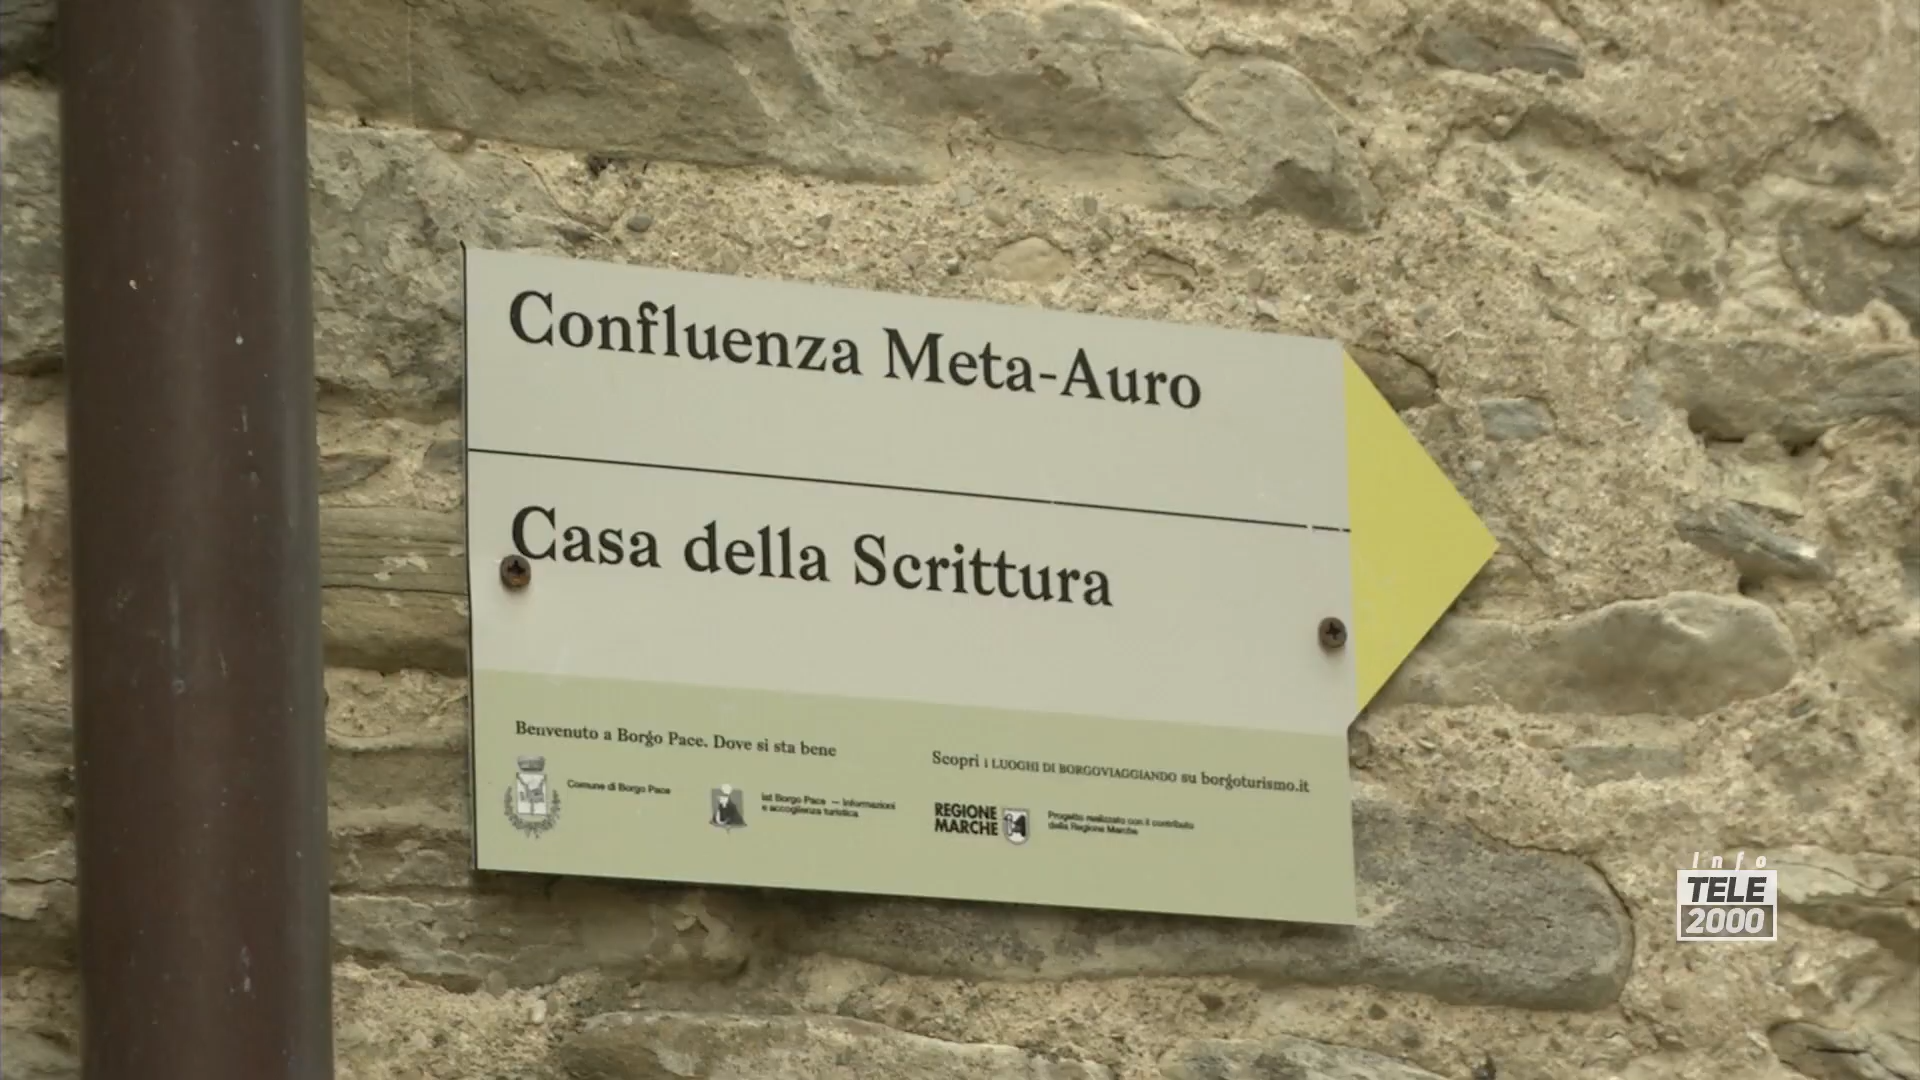 Confluenza Meta-Auro
Casa della Scrittura
Benvenuto a Borgo Pace. Dove si sta bene
Scopri i LUOGHI DI BORGOVIAGGIANDO su borgoturismo.it
Comune di Borgo Pace
iat Borgo Pace — Informazioni
e accoglienza turistica
REGIONE
MARCHE
Progetto realizzato con il contributo
della Regione Marche
Info
TELE
2000